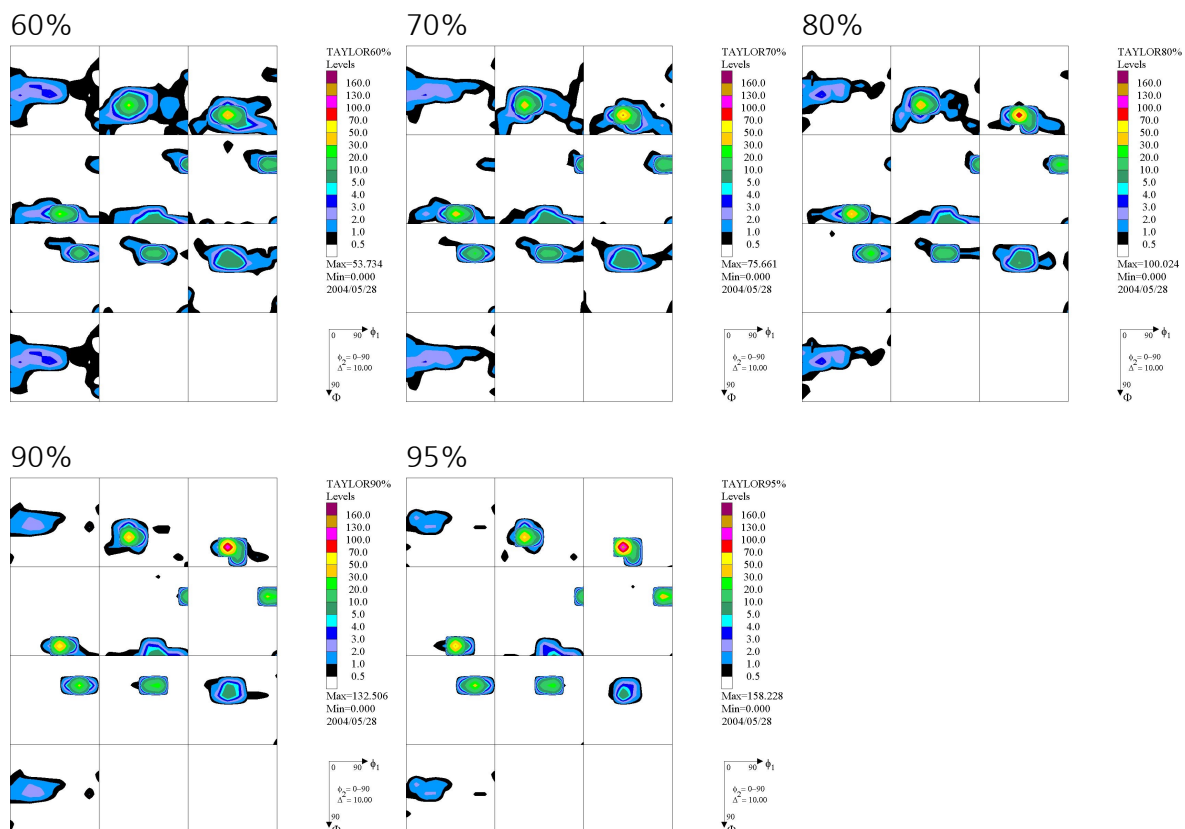 60%
TAYLOR60%
Levels
160.0
130.0
100.0
70.0
50.0
30.0
20.0
10.0
5.0
4.0
3.0
2.0
1.0
0.5
Max=53.734
Min=0.000
2004/05/28
0 90 ϕ1
ϕ2= 0-90
Δ = 10.00
90
Φ
70%
TAYLOR70%
Levels
160.0
130.0
100.0
70.0
50.0
30.0
20.0
10.0
5.0
4.0
3.0
2.0
1.0
0.5
Max=75.661
Min=0.000
2004/05/28
0 90 ϕ1
ϕ2= 0-90
Δ = 10.00
90
Φ
80%
TAYLOR80%
Levels
160.0
130.0
100.0
70.0
50.0
30.0
20.0
10.0
5.0
4.0
3.0
2.0
1.0
0.5
Max=100.024
Min=0.000
2004/05/28
0 90 ϕ1
ϕ2= 0-90
Δ = 10.00
90
Φ
90%
TAYLOR90%
Levels
160.0
130.0
100.0
70.0
50.0
30.0
20.0
10.0
5.0
4.0
3.0
2.0
1.0
0.5
Max=132.506
Min=0.000
2004/05/28
0 90 ϕ1
ϕ2= 0-90
Δ = 10.00
90
Φ
95%
TAYLOR95%
Levels
160.0
130.0
100.0
70.0
50.0
30.0
20.0
10.0
5.0
4.0
3.0
2.0
1.0
0.5
Max=158.228
Min=0.000
2004/05/28
0 90 ϕ1
ϕ2= 0-90
Δ = 10.00
90
Φ